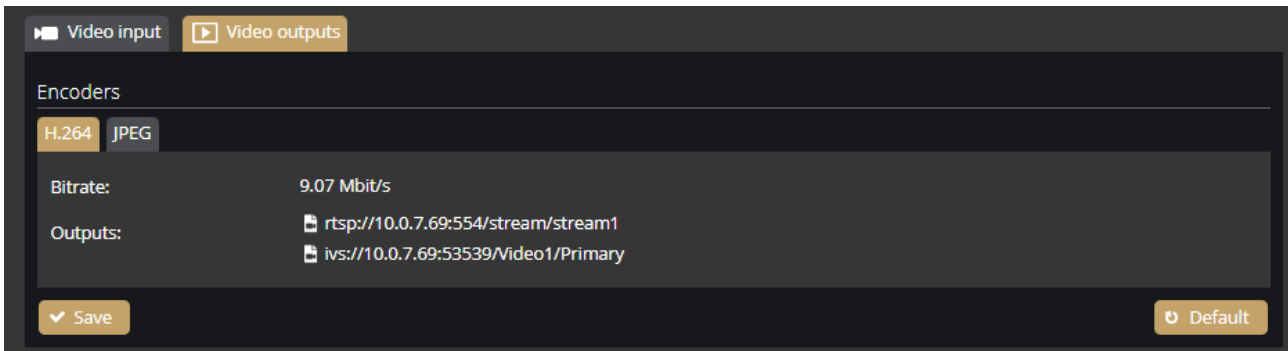 Video input Video outputs
Encoders
H.264 JPEG
Bitrate: 9.07 Mbit/s
Outputs: rtsp://10.0.7.69:554/stream/stream1
ivs://10.0.7.69:53539/Video1/Primary
Save Default